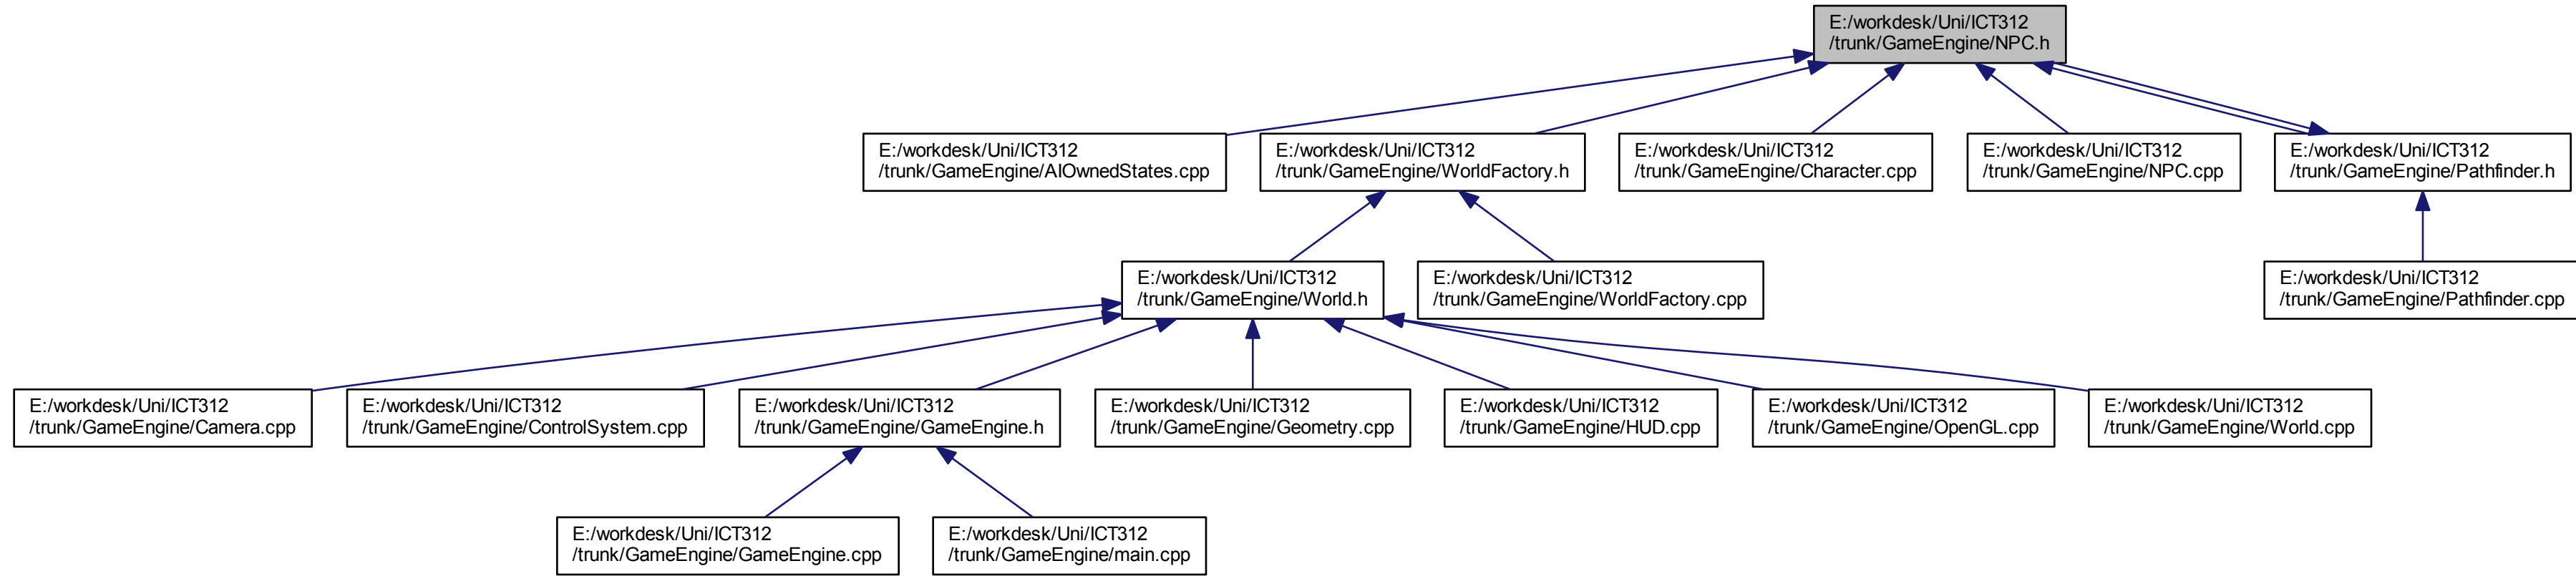 E:/workdesk/Uni/ICT312
/trunk/GameEngine/NPC.h
E:/workdesk/Uni/ICT312
/trunk/GameEngine/AIOwnedStates.cpp
E:/workdesk/Uni/ICT312
/trunk/GameEngine/WorldFactory.h
E:/workdesk/Uni/ICT312
/trunk/GameEngine/Character.cpp
E:/workdesk/Uni/ICT312
/trunk/GameEngine/NPC.cpp
E:/workdesk/Uni/ICT312
/trunk/GameEngine/Pathfinder.h
E:/workdesk/Uni/ICT312
/trunk/GameEngine/World.h
E:/workdesk/Uni/ICT312
/trunk/GameEngine/WorldFactory.cpp
E:/workdesk/Uni/ICT312
/trunk/GameEngine/Pathfinder.cpp
E:/workdesk/Uni/ICT312
/trunk/GameEngine/Camera.cpp
E:/workdesk/Uni/ICT312
/trunk/GameEngine/ControlSystem.cpp
E:/workdesk/Uni/ICT312
/trunk/GameEngine/GameEngine.h
E:/workdesk/Uni/ICT312
/trunk/GameEngine/Geometry.cpp
E:/workdesk/Uni/ICT312
/trunk/GameEngine/HUD.cpp
E:/workdesk/Uni/ICT312
/trunk/GameEngine/OpenGL.cpp
E:/workdesk/Uni/ICT312
/trunk/GameEngine/World.cpp
E:/workdesk/Uni/ICT312
/trunk/GameEngine/GameEngine.cpp
E:/workdesk/Uni/ICT312
/trunk/GameEngine/main.cpp